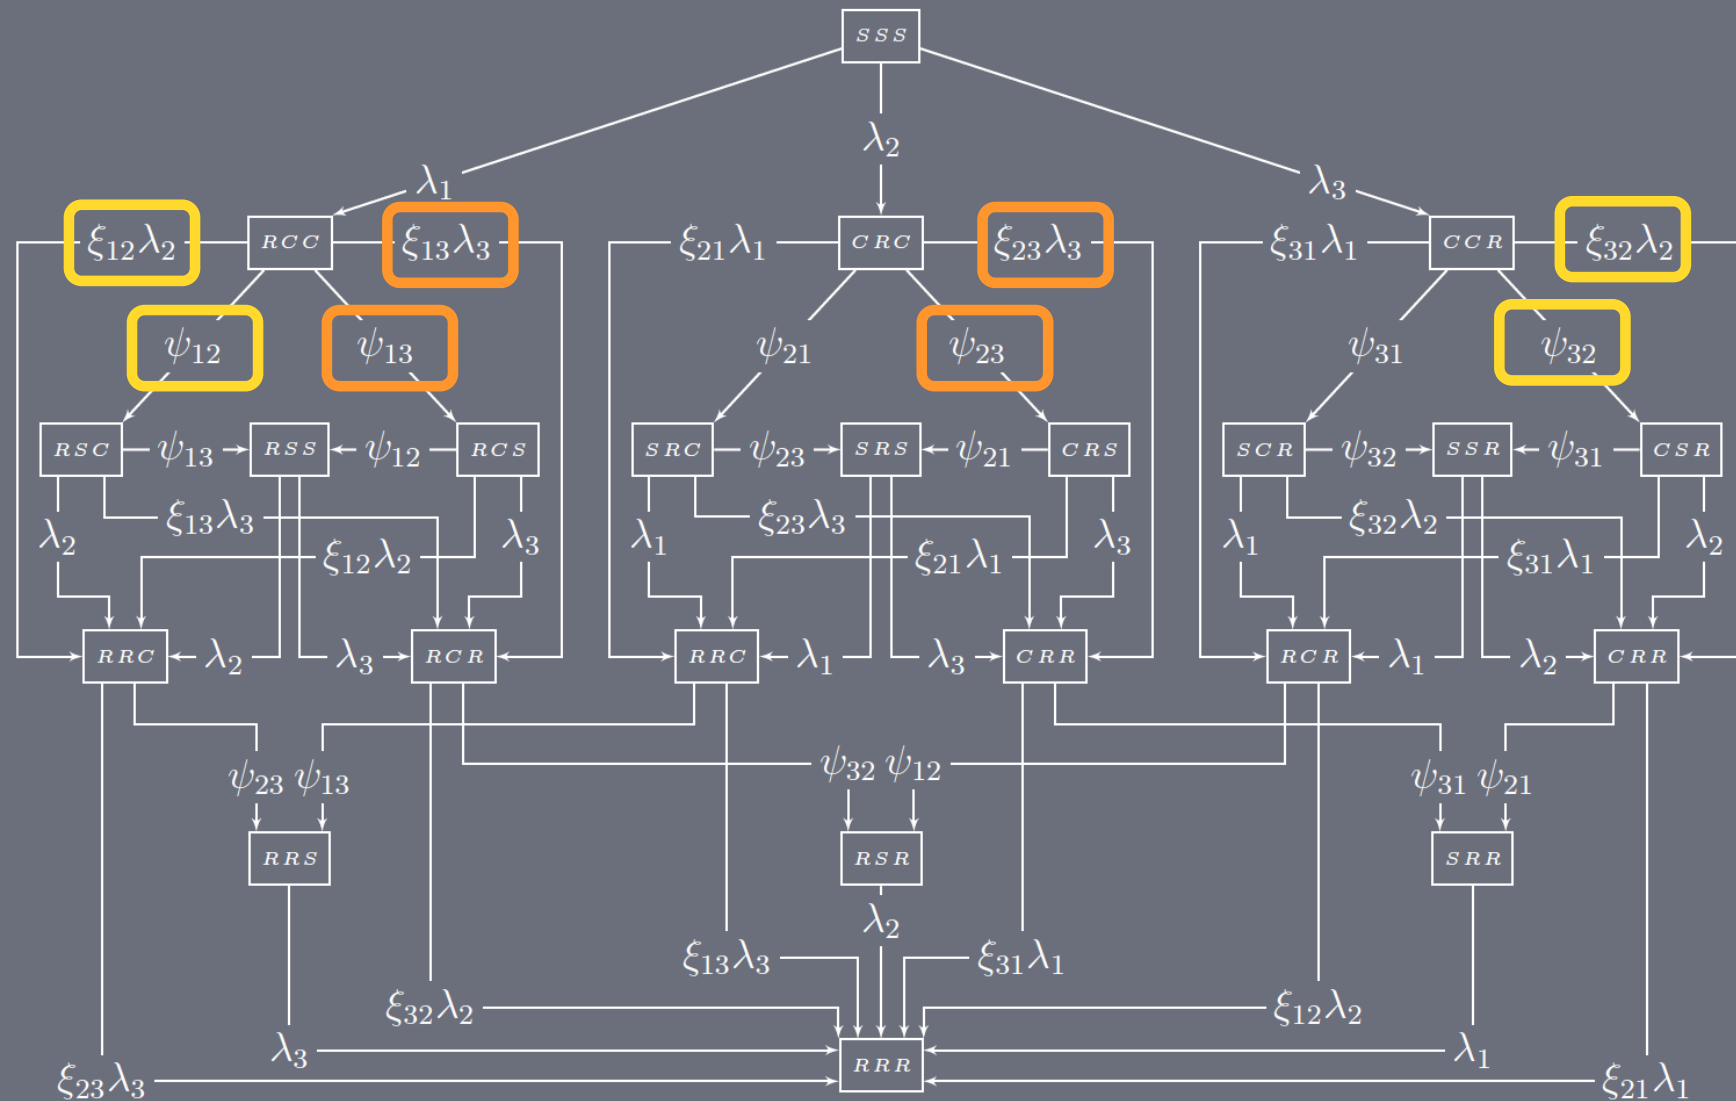 SSS
λ₂
λ₁ λ₃
ξ₁₂λ₂ RCC ξ₁₃λ₃ ξ₂₁λ₁ CRC ξ₂₃λ₃ ξ₃₁λ₁ CCR ξ₃₂λ₂
ψ₁₂ ψ₁₃ ψ₂₁ ψ₂₃ ψ₃₁ ψ₃₂
RSC ψ₁₃ RSS ψ₁₂ RCS SRC ψ₂₃ SRS ψ₂₁ CRS SCR ψ₃₂ SSR ψ₃₁ CSR
ξ₁₃λ₃ ξ₂₃λ₃ ξ₃₂λ₂
λ₂ λ₃ λ₁ λ₃ λ₁ λ₂
ξ₁₂λ₂ ξ₂₁λ₁ ξ₃₁λ₁
RRC λ₂ λ₃ RCR RRC λ₁ λ₃ CRR RCR λ₁ λ₂ CRR
ψ₂₃ ψ₁₃ ψ₃₂ ψ₁₂ ψ₃₁ ψ₂₁
RRS RSR SRR
λ₂
ξ₁₃λ₃ ξ₃₁λ₁
ξ₃₂λ₂ ξ₁₂λ₂
λ₃ RRR λ₁
ξ₂₃λ₃ ξ₂₁λ₁